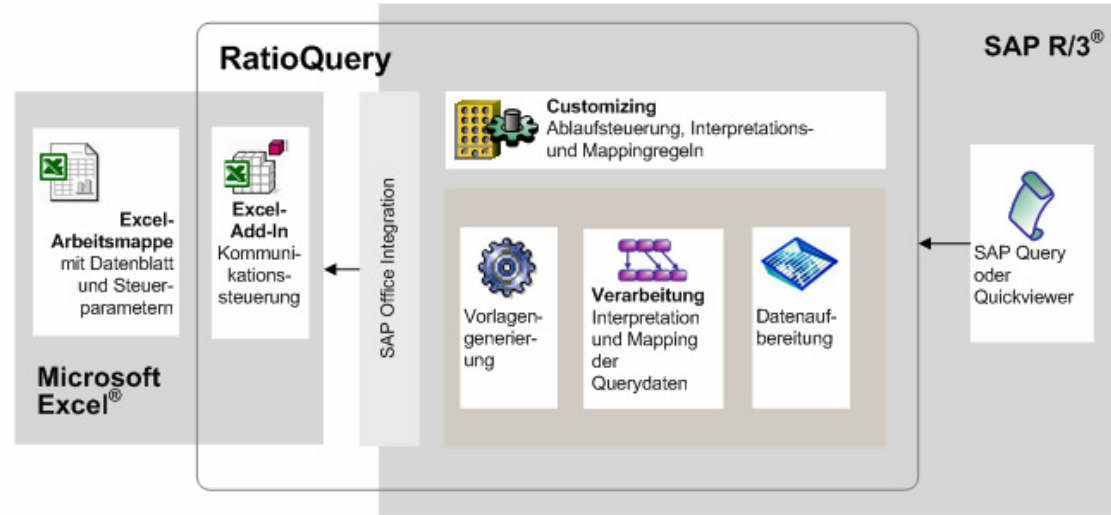 RatioQuery
SAP R/3®
Customizing
Ablaufsteuerung, Interpretations-
und Mappingregeln
Excel-
Arbeitsmappe
mit Datenblatt
und Steuer-
parametern
Excel-
Add-In
Kommuni-
kations-
steuerung
SAP Office Integration
Vorlagen-
generier-
ung
Verarbeitung
Interpretation
und Mapping
der
Querydaten
Datenauf-
bereitung
SAP Query
oder
Quickviewer
Microsoft
Excel®